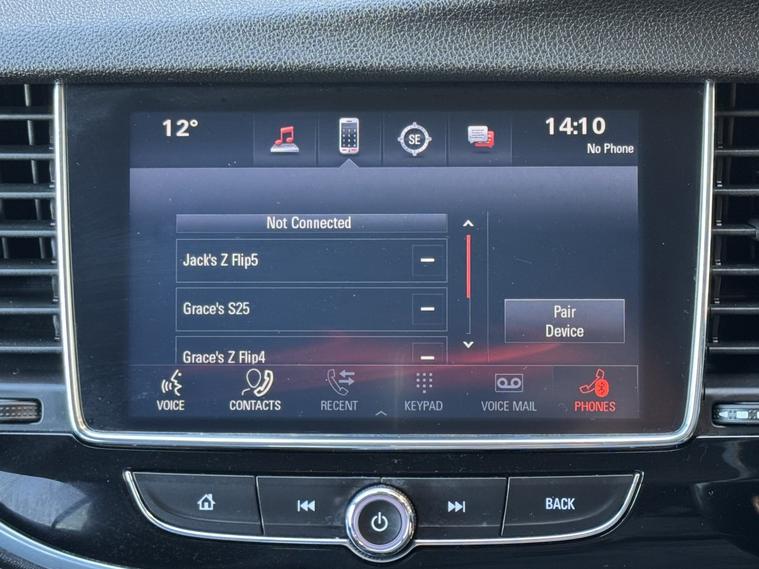 12°
SE
14:10
No Phone
Not Connected
Jack's Z Flip5
Grace's S25
Grace's Z Flip4
Pair
Device
VOICE
CONTACTS
RECENT
KEYPAD
VOICE MAIL
PHONES
BACK